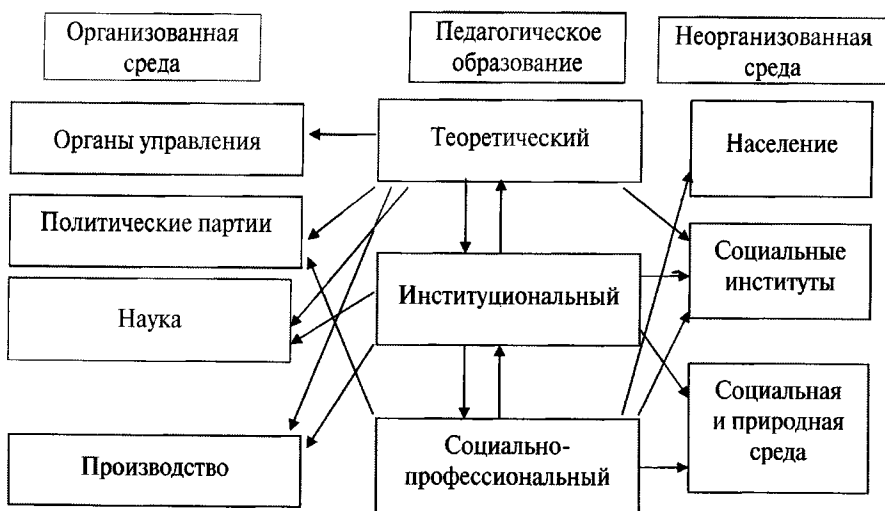 Организованная
среда
Педагогическое
образование
Неорганизованная
среда
Органы управления
Теоретический
Население
Политические партии
Социальные
институты
Институциональный
Наука
Социальная
и природная
среда
Производство
Социально-
профессиональный